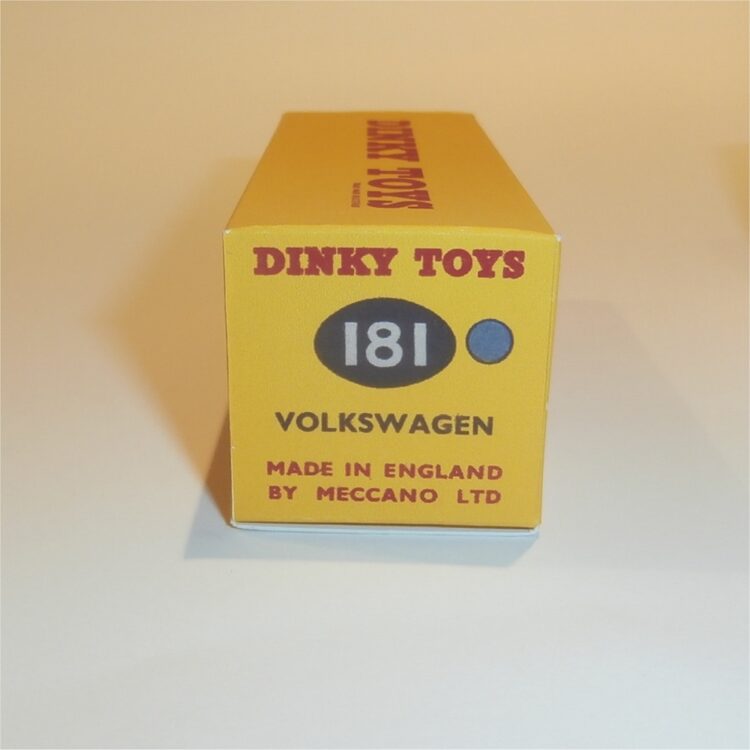 DINKY TOYS
DINKY TOYS
181
VOLKSWAGEN
MADE IN ENGLAND
BY MECCANO LTD